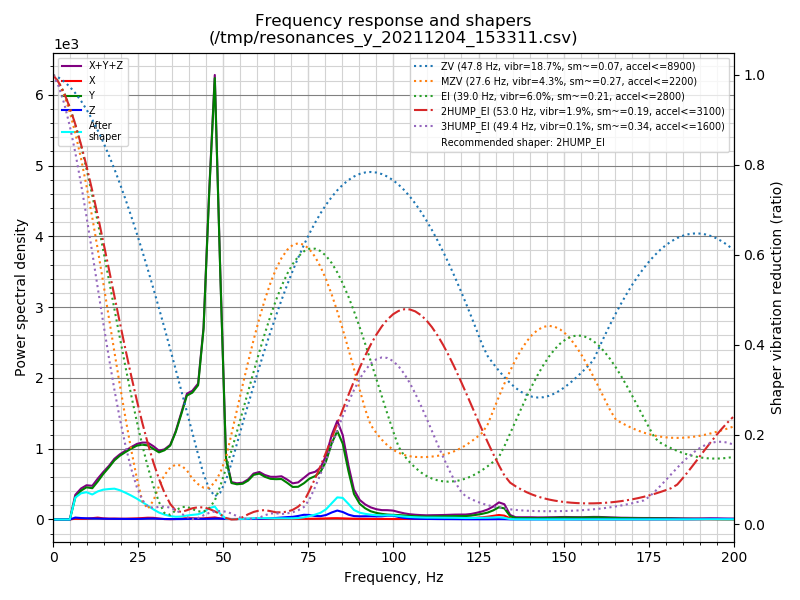 Frequency response and shapers
(/tmp/resonances_y_20211204_153311.csv)
1e3
X+Y+Z
X
Y
Z
After
shaper
ZV (47.8 Hz, vibr=18.7%, sm~=0.07, accel<=8900)
MZV (27.6 Hz, vibr=4.3%, sm~=0.27, accel<=2200)
EI (39.0 Hz, vibr=6.0%, sm~=0.21, accel<=2800)
2HUMP_EI (53.0 Hz, vibr=1.9%, sm~=0.19, accel<=3100)
3HUMP_EI (49.4 Hz, vibr=0.1%, sm~=0.34, accel<=1600)
Recommended shaper: 2HUMP_EI
Power spectral density
6
5
4
3
2
1
0
1.0
0.8
0.6
0.4
0.2
0.0
Shaper vibration reduction (ratio)
0 25 50 75 100 125 150 175 200
Frequency, Hz